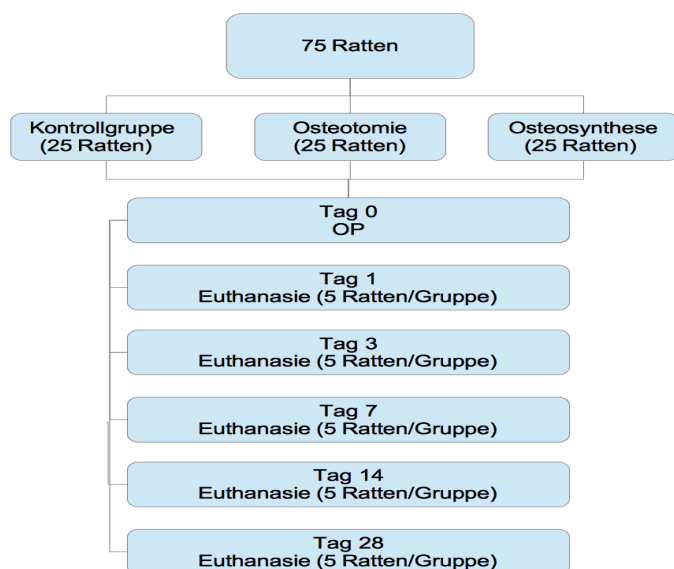 75 Ratten
Kontrollgruppe
(25 Ratten)
Osteotomie
(25 Ratten)
Osteosynthese
(25 Ratten)
Tag 0
OP
Tag 1
Euthanasie (5 Ratten/Gruppe)
Tag 3
Euthanasie (5 Ratten/Gruppe)
Tag 7
Euthanasie (5 Ratten/Gruppe)
Tag 14
Euthanasie (5 Ratten/Gruppe)
Tag 28
Euthanasie (5 Ratten/Gruppe)